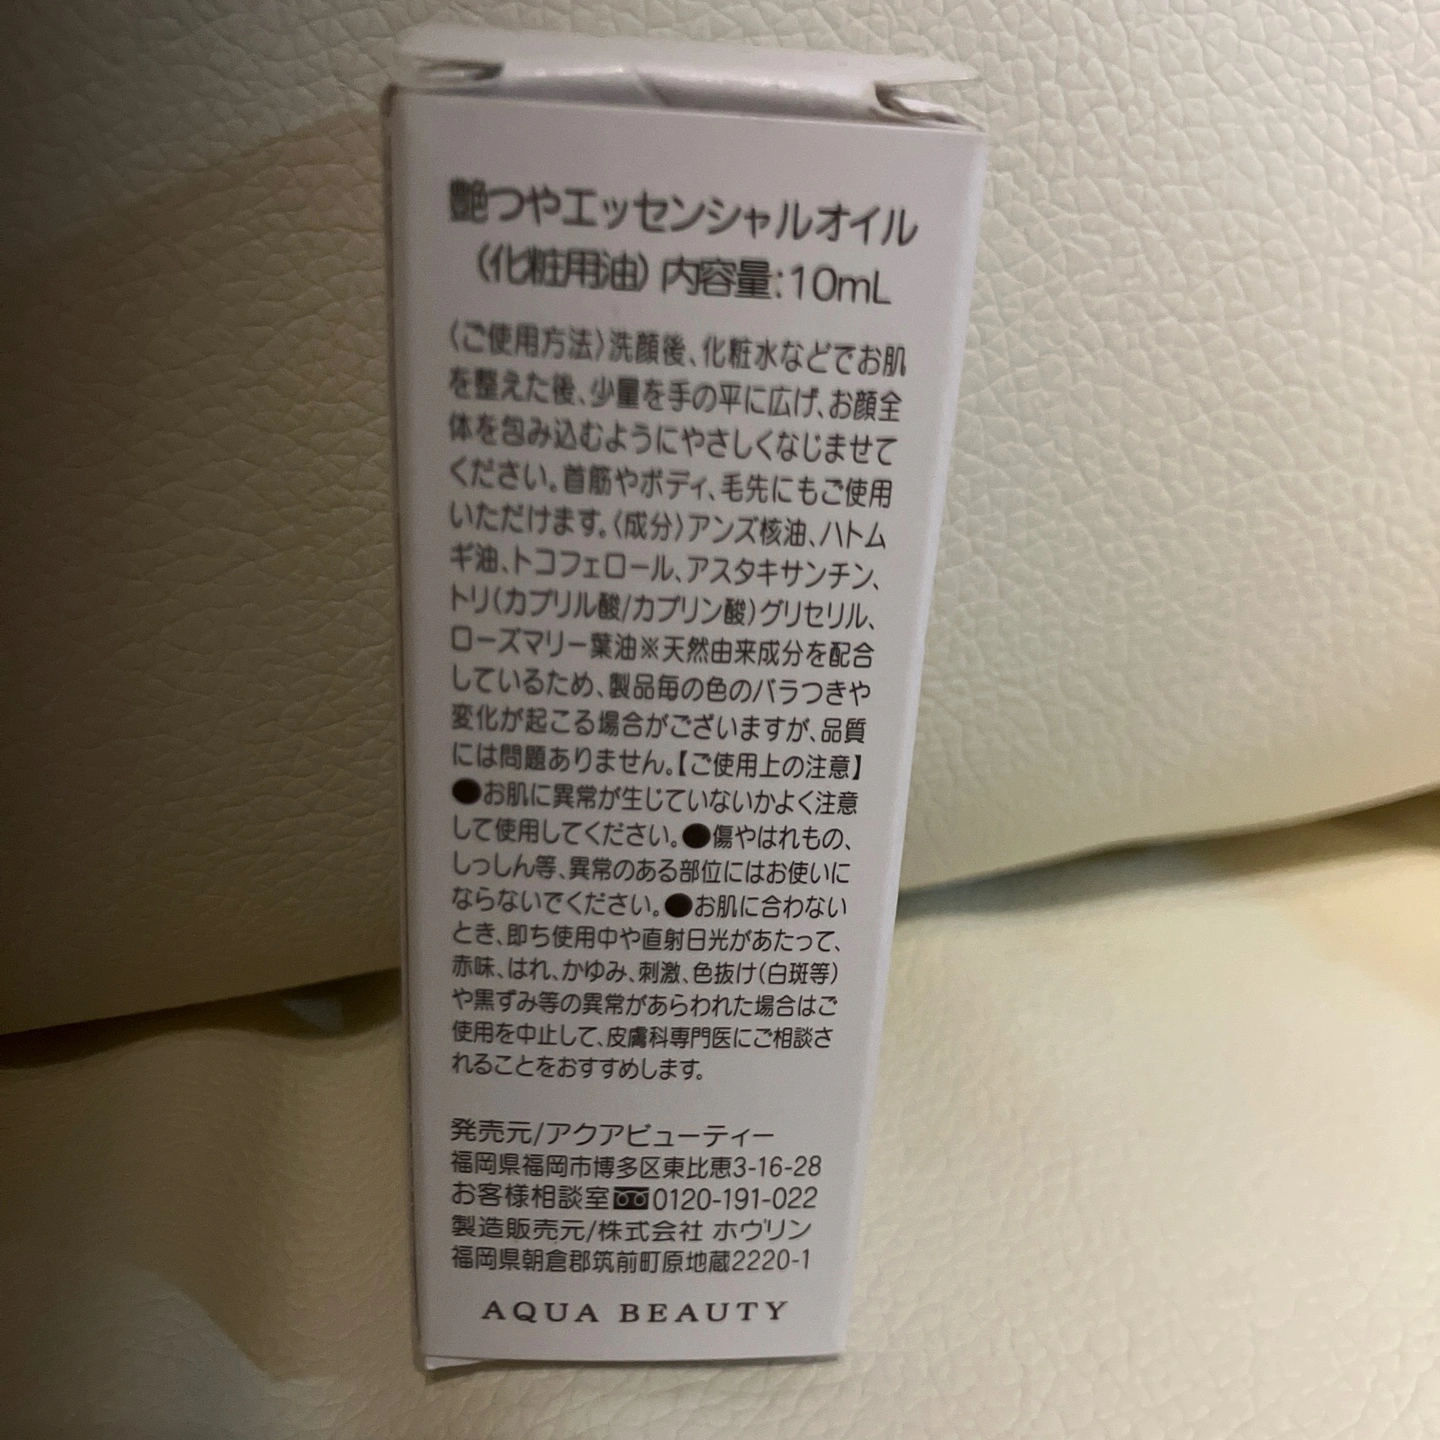 艶つやエッセンシャルオイル
（化粧用油）内容量：10mL
〈ご使用方法〉洗顔後、化粧水などでお肌
を整えた後、少量を手の平に広げ、お顔全
体を包み込むようにやさしくなじませて
ください。首筋やボディ、毛先にもご使用
いただけます。〈成分〉アンズ核油、ハトム
ギ油、トコフェロール、アスタキサンチン、
トリ（カプリル酸/カプリン酸）グリセリル、
ローズマリー葉油※天然由来成分を配合
しているため、製品毎の色のバラつきや
変化が起こる場合がございますが、品質
には問題ありません。【ご使用上の注意】
●お肌に異常が生じていないかよく注意
して使用してください。●傷やはれもの、
しっしん等、異常のある部位にはお使いに
ならないでください。●お肌に合わない
とき、即ち使用中や直射日光があたって、
赤味、はれ、かゆみ、刺激、色抜け（白斑等）
や黒ずみ等の異常があらわれた場合はご
使用を中止して、皮膚科専門医にご相談さ
れることをおすすめします。
発売元/アクアビューティー
福岡県福岡市博多区東比恵3-16-28
お客様相談室0120-191-022
製造販売元/株式会社 ホヴリン
福岡県朝倉郡筑前町原地蔵2220-1
AQUA BEAUTY